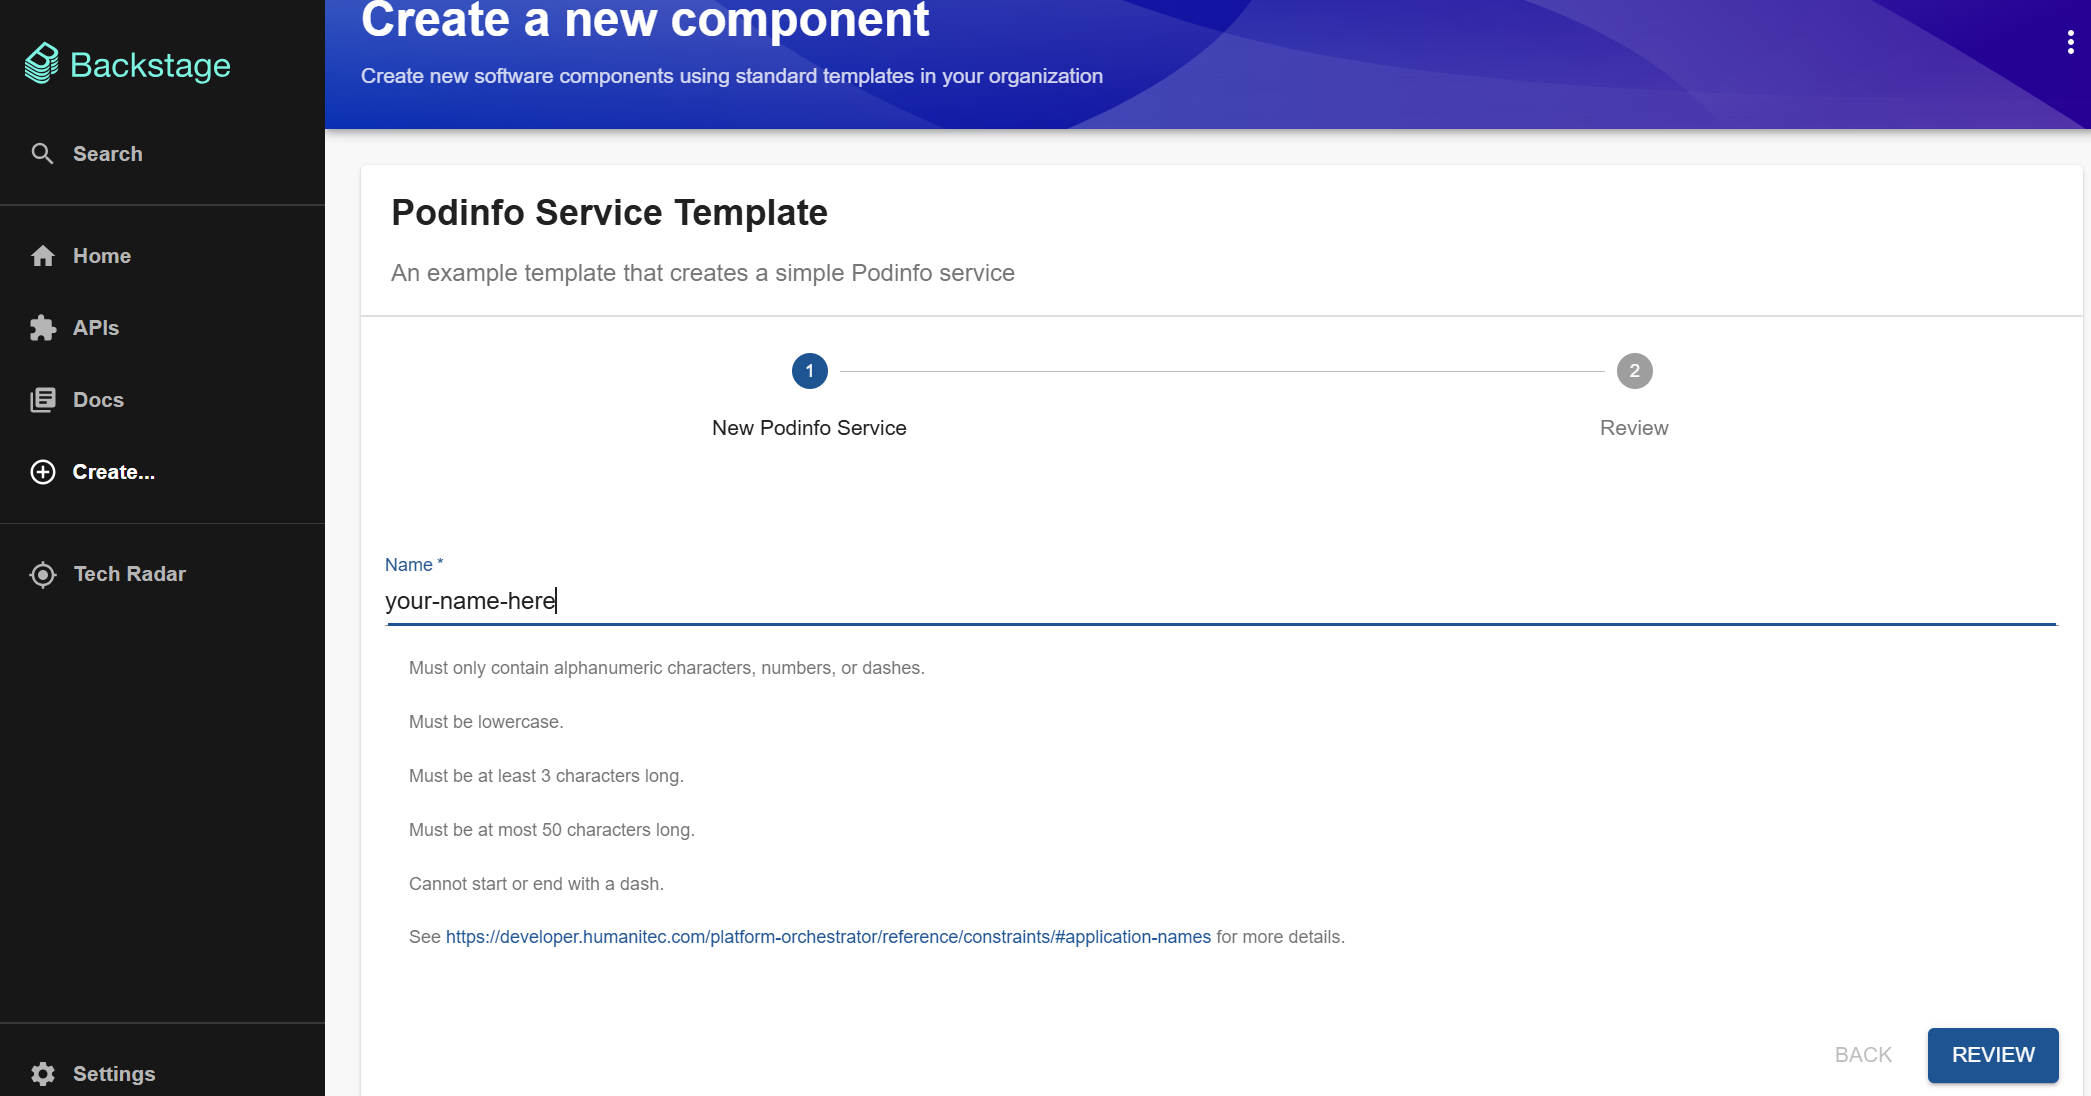 Backstage
Search
Home
APIs
Docs
Create...
Tech Radar
Settings
Create a new component
Create new software components using standard templates in your organization
Podinfo Service Template
An example template that creates a simple Podinfo service
1
2
New Podinfo Service
Review
Name *
your-name-here
Must only contain alphanumeric characters, numbers, or dashes.
Must be lowercase.
Must be at least 3 characters long.
Must be at most 50 characters long.
Cannot start or end with a dash.
See https://developer.humanitec.com/platform-orchestrator/reference/constraints/#application-names for more details.
BACK
REVIEW